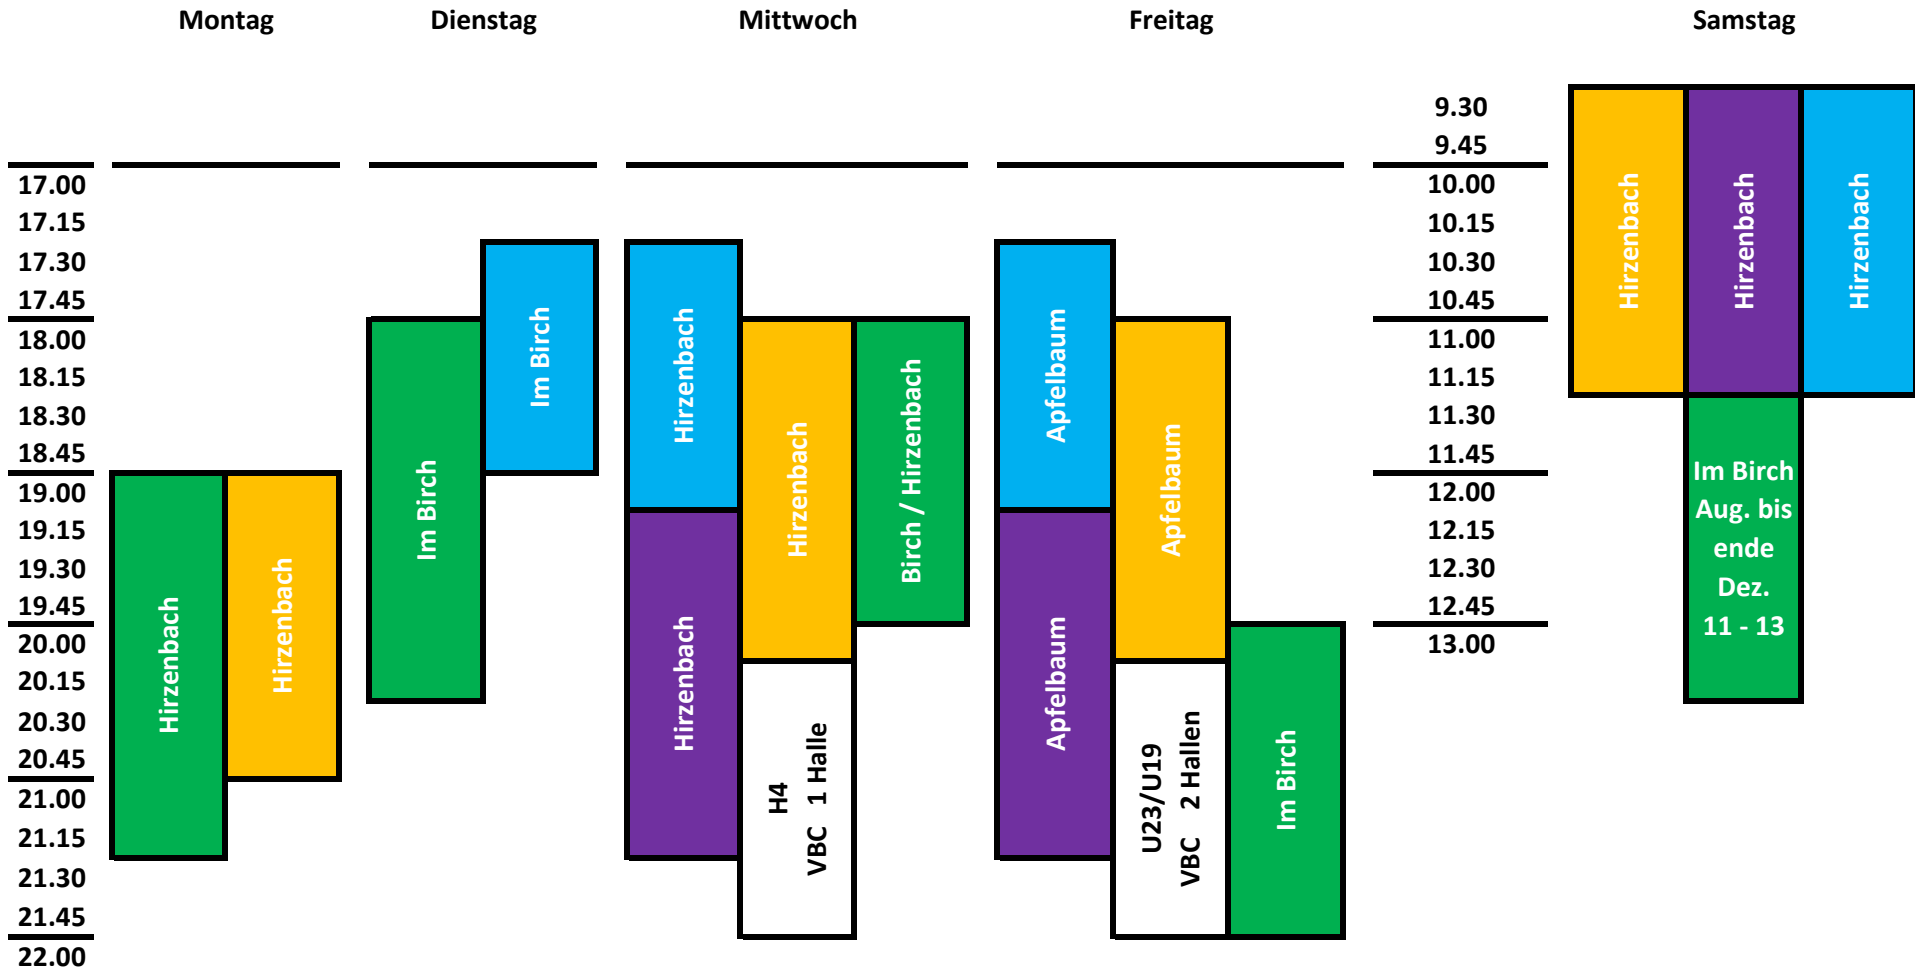 Montag
Dienstag
Mittwoch
Freitag
Samstag
17.00
17.15
17.30
17.45
18.00
18.15
18.30
18.45
19.00
19.15
19.30
19.45
20.00
20.15
20.30
20.45
21.00
21.15
21.30
21.45
22.00
Hirzenbach
Hirzenbach
Im Birch
Im Birch
Hirzenbach
Hirzenbach
Hirzenbach
H4
VBC 1 Halle
Birch / Hirzenbach
Apfelbaum
Apfelbaum
Apfelbaum
U23/U19
VBC 2 Hallen
Im Birch
9.30
9.45
10.00
10.15
10.30
10.45
11.00
11.15
11.30
11.45
12.00
12.15
12.30
12.45
13.00
Hirzenbach
Hirzenbach
Hirzenbach
Im Birch
Aug. bis
ende
Dez.
11 - 13